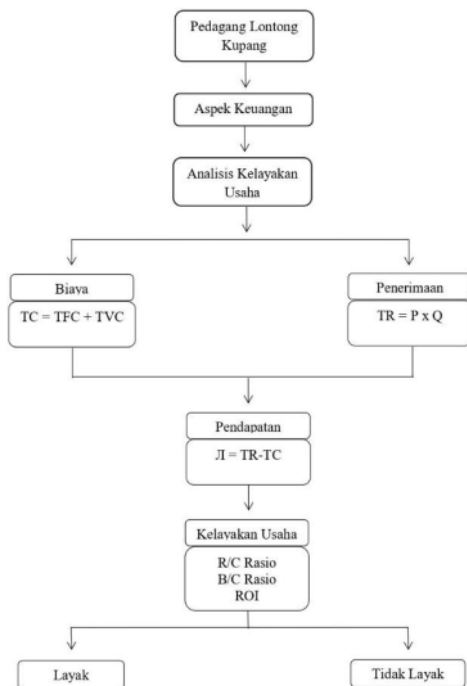 Pedagang Lontong
Kupang
Aspek Keuangan
Analisis Kelayakan
Usaha
Biaya
TC = TFC + TVC
Penerimaan
TR = P x Q
Pendapatan
Л = TR-TC
Kelayakan Usaha
R/C Rasio
B/C Rasio
ROI
Layak
Tidak Layak